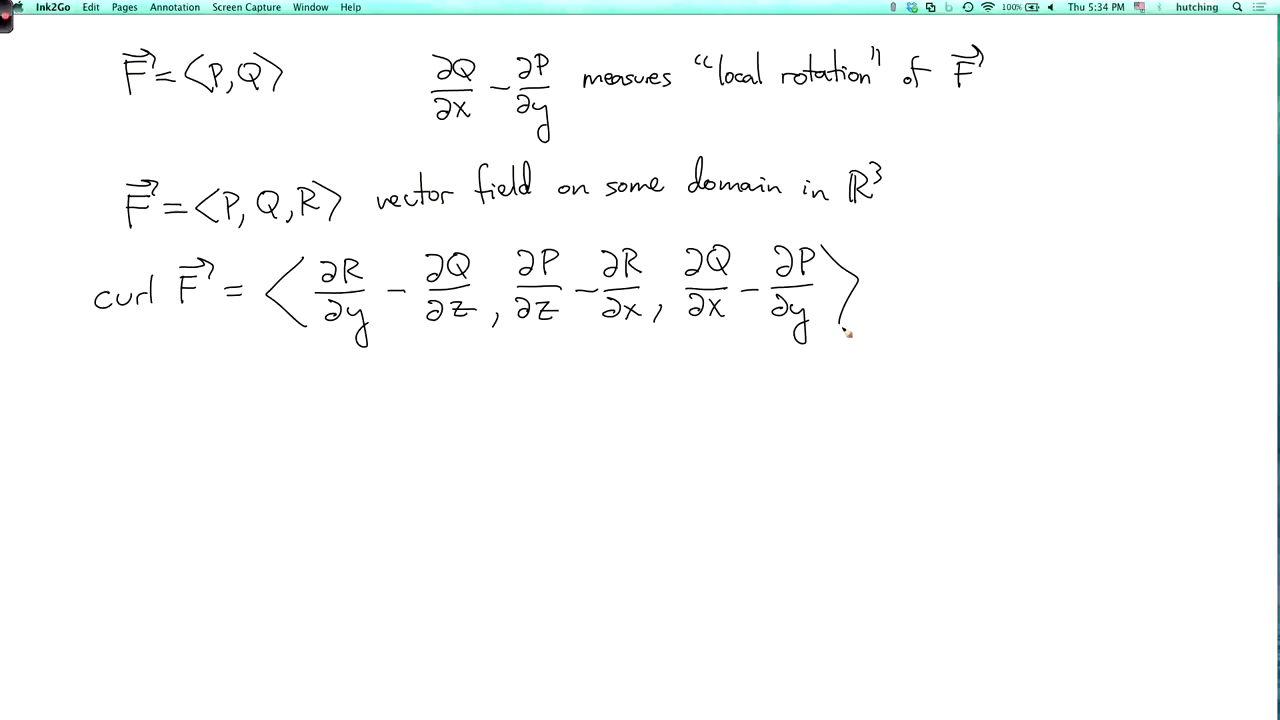 Ink2Go Edit Pages Annotation Screen Capture Window Help 100% Thu 5:34 PM hutching
F⃗ = ⟨P, Q⟩ ∂Q/∂x − ∂P/∂y measures "local rotation" of F⃗
F⃗ = ⟨P, Q, R⟩ vector field on some domain in ℝ³
curl F⃗ = ⟨∂R/∂y − ∂Q/∂z, ∂P/∂z − ∂R/∂x, ∂Q/∂x − ∂P/∂y⟩